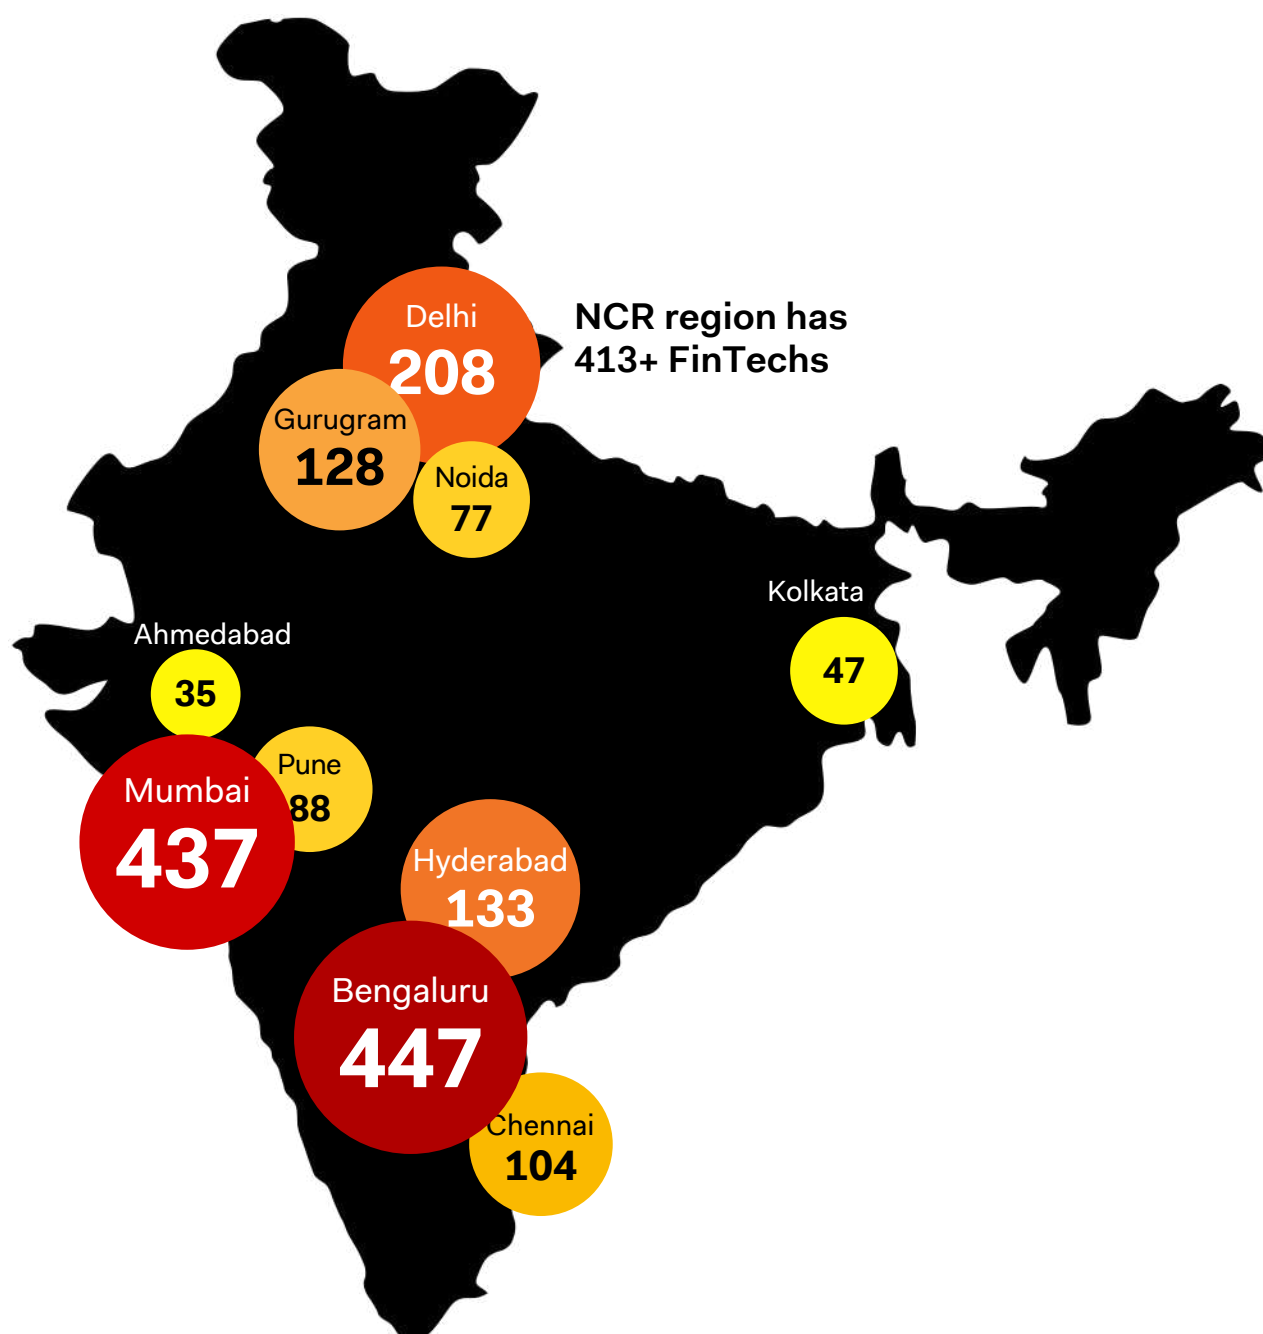 Delhi
208
NCR region has
413+ FinTechs
Gurugram
128
Noida
77
Kolkata
47
Ahmedabad
35
Pune
88
Mumbai
437
Hyderabad
133
Bengaluru
447
Chennai
104